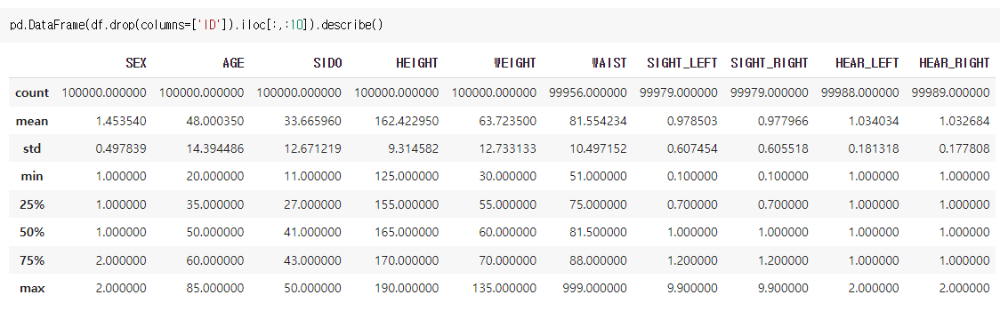 pd.DataFrame(df.drop(columns=['ID']).iloc[:,:10]).describe()
SEX AGE SIDO HEIGHT WEIGHT WAIST SIGHT_LEFT SIGHT_RIGHT HEAR_LEFT HEAR_RIGHT
count 100000.000000 100000.000000 100000.000000 100000.000000 100000.000000 99956.000000 99979.000000 99979.000000 99988.000000 99989.000000
mean 1.453540 48.000350 33.665960 162.422950 63.723500 81.554234 0.978503 0.977966 1.034034 1.032684
std 0.497839 14.394486 12.671219 9.314582 12.733133 10.497152 0.607454 0.605518 0.181318 0.177808
min 1.000000 20.000000 11.000000 125.000000 30.000000 51.000000 0.100000 0.100000 1.000000 1.000000
25% 1.000000 35.000000 27.000000 155.000000 55.000000 75.000000 0.700000 0.700000 1.000000 1.000000
50% 1.000000 50.000000 41.000000 165.000000 60.000000 81.500000 1.000000 1.000000 1.000000 1.000000
75% 2.000000 60.000000 43.000000 170.000000 70.000000 88.000000 1.200000 1.200000 1.000000 1.000000
max 2.000000 85.000000 50.000000 190.000000 135.000000 999.000000 9.900000 9.900000 2.000000 2.000000